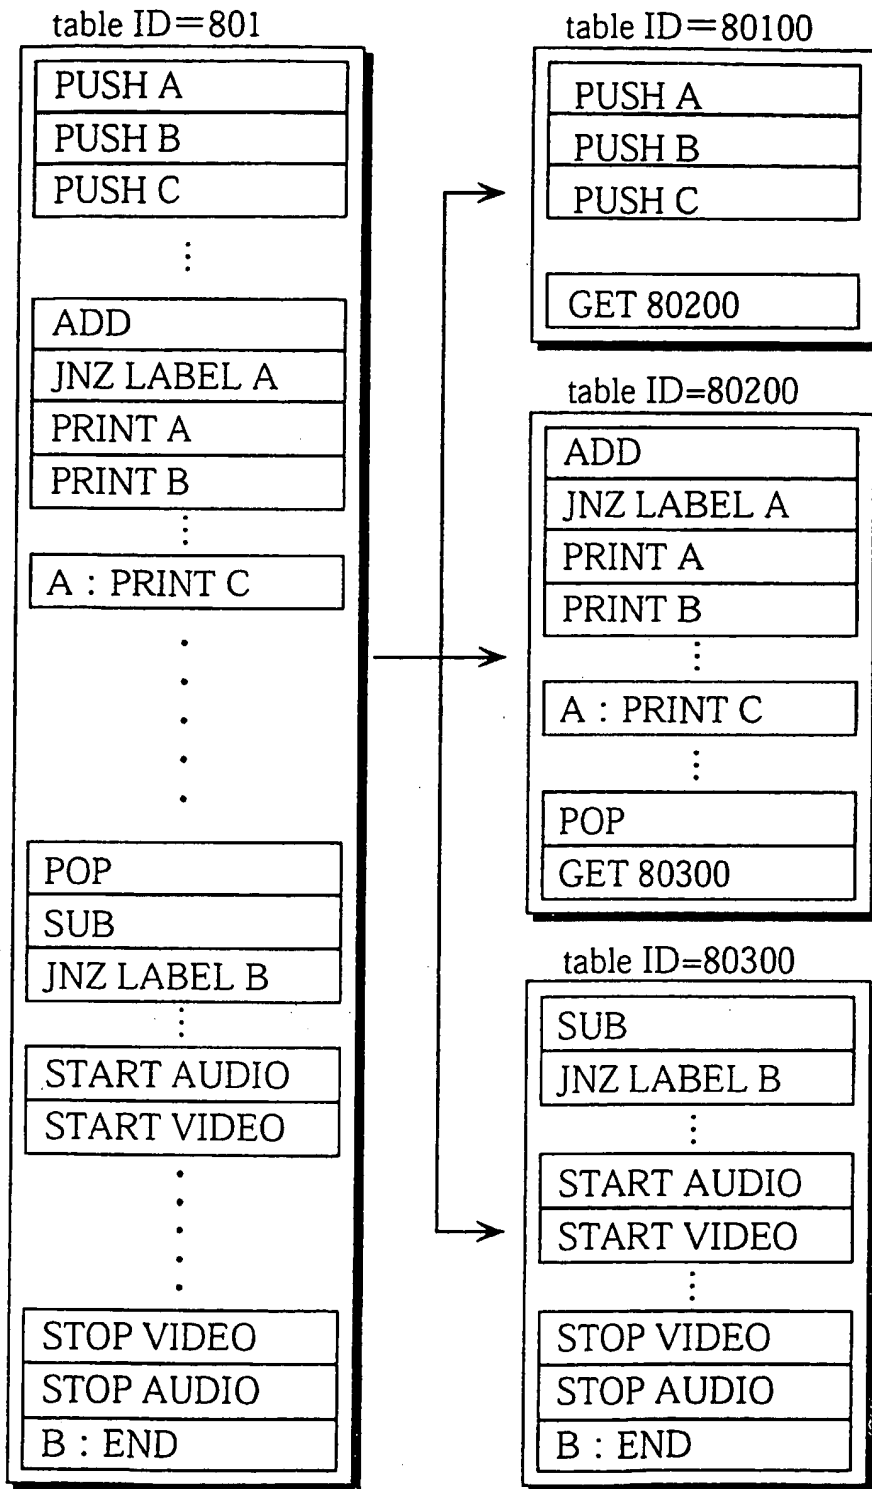 table ID=801
PUSH A
PUSH B
PUSH C
⋮
ADD
JNZ LABEL A
PRINT A
PRINT B
⋮
A : PRINT C
POP
SUB
JNZ LABEL B
⋮
START AUDIO
START VIDEO
STOP VIDEO
STOP AUDIO
B : END
table ID=80100
PUSH A
PUSH B
PUSH C
GET 80200
table ID=80200
ADD
JNZ LABEL A
PRINT A
PRINT B
⋮
A : PRINT C
⋮
POP
GET 80300
table ID=80300
SUB
JNZ LABEL B
⋮
START AUDIO
START VIDEO
⋮
STOP VIDEO
STOP AUDIO
B : END